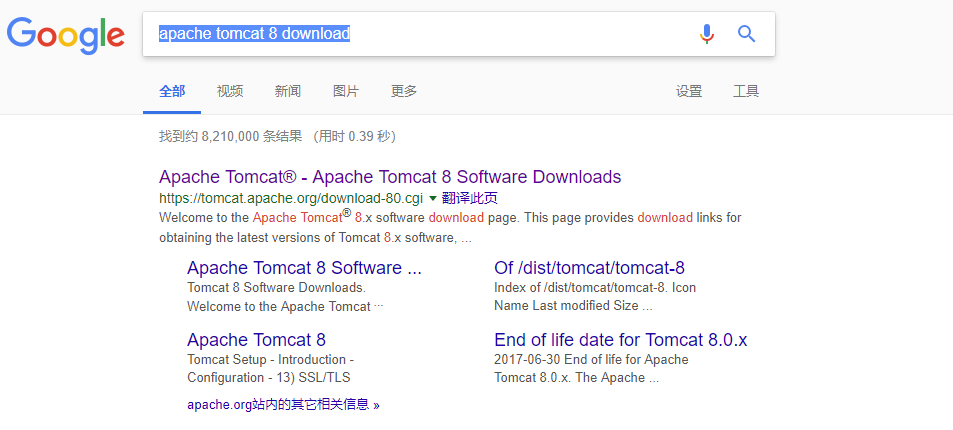 Google
apache tomcat 8 download
全部 视频 新闻 图片 更多 设置 工具
找到约 8,210,000 条结果 （用时 0.39 秒）
Apache Tomcat® - Apache Tomcat 8 Software Downloads
https://tomcat.apache.org/download-80.cgi ▼ 翻译此页
Welcome to the Apache Tomcat® 8.x software download page. This page provides download links for
obtaining the latest versions of Tomcat 8.x software, ...
Apache Tomcat 8 Software ...
Tomcat 8 Software Downloads.
Welcome to the Apache Tomcat ...
Of /dist/tomcat/tomcat-8
Index of /dist/tomcat/tomcat-8. Icon
Name Last modified Size ...
Apache Tomcat 8
Tomcat Setup - Introduction -
Configuration - 13) SSL/TLS
End of life date for Tomcat 8.0.x
2017-06-30 End of life for Apache
Tomcat 8.0.x. The Apache ...
apache.org站内的其它相关信息 »